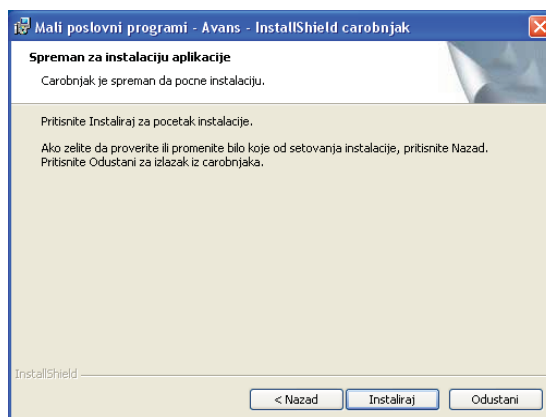 Mali poslovni programi - Avans - InstallShield carobnjak
Spreman za instalaciju aplikacije
Carobnjak je spreman da pocne instalaciju.
Pritisnite Instaliraj za pocetak instalacije.
Ako zelite da proverite ili promenite bilo koje od setovanja instalacije, pritisnite Nazad.
Pritisnite Odustani za izlazak iz carobnjaka.
InstallShield
< Nazad Instaliraj Odustani